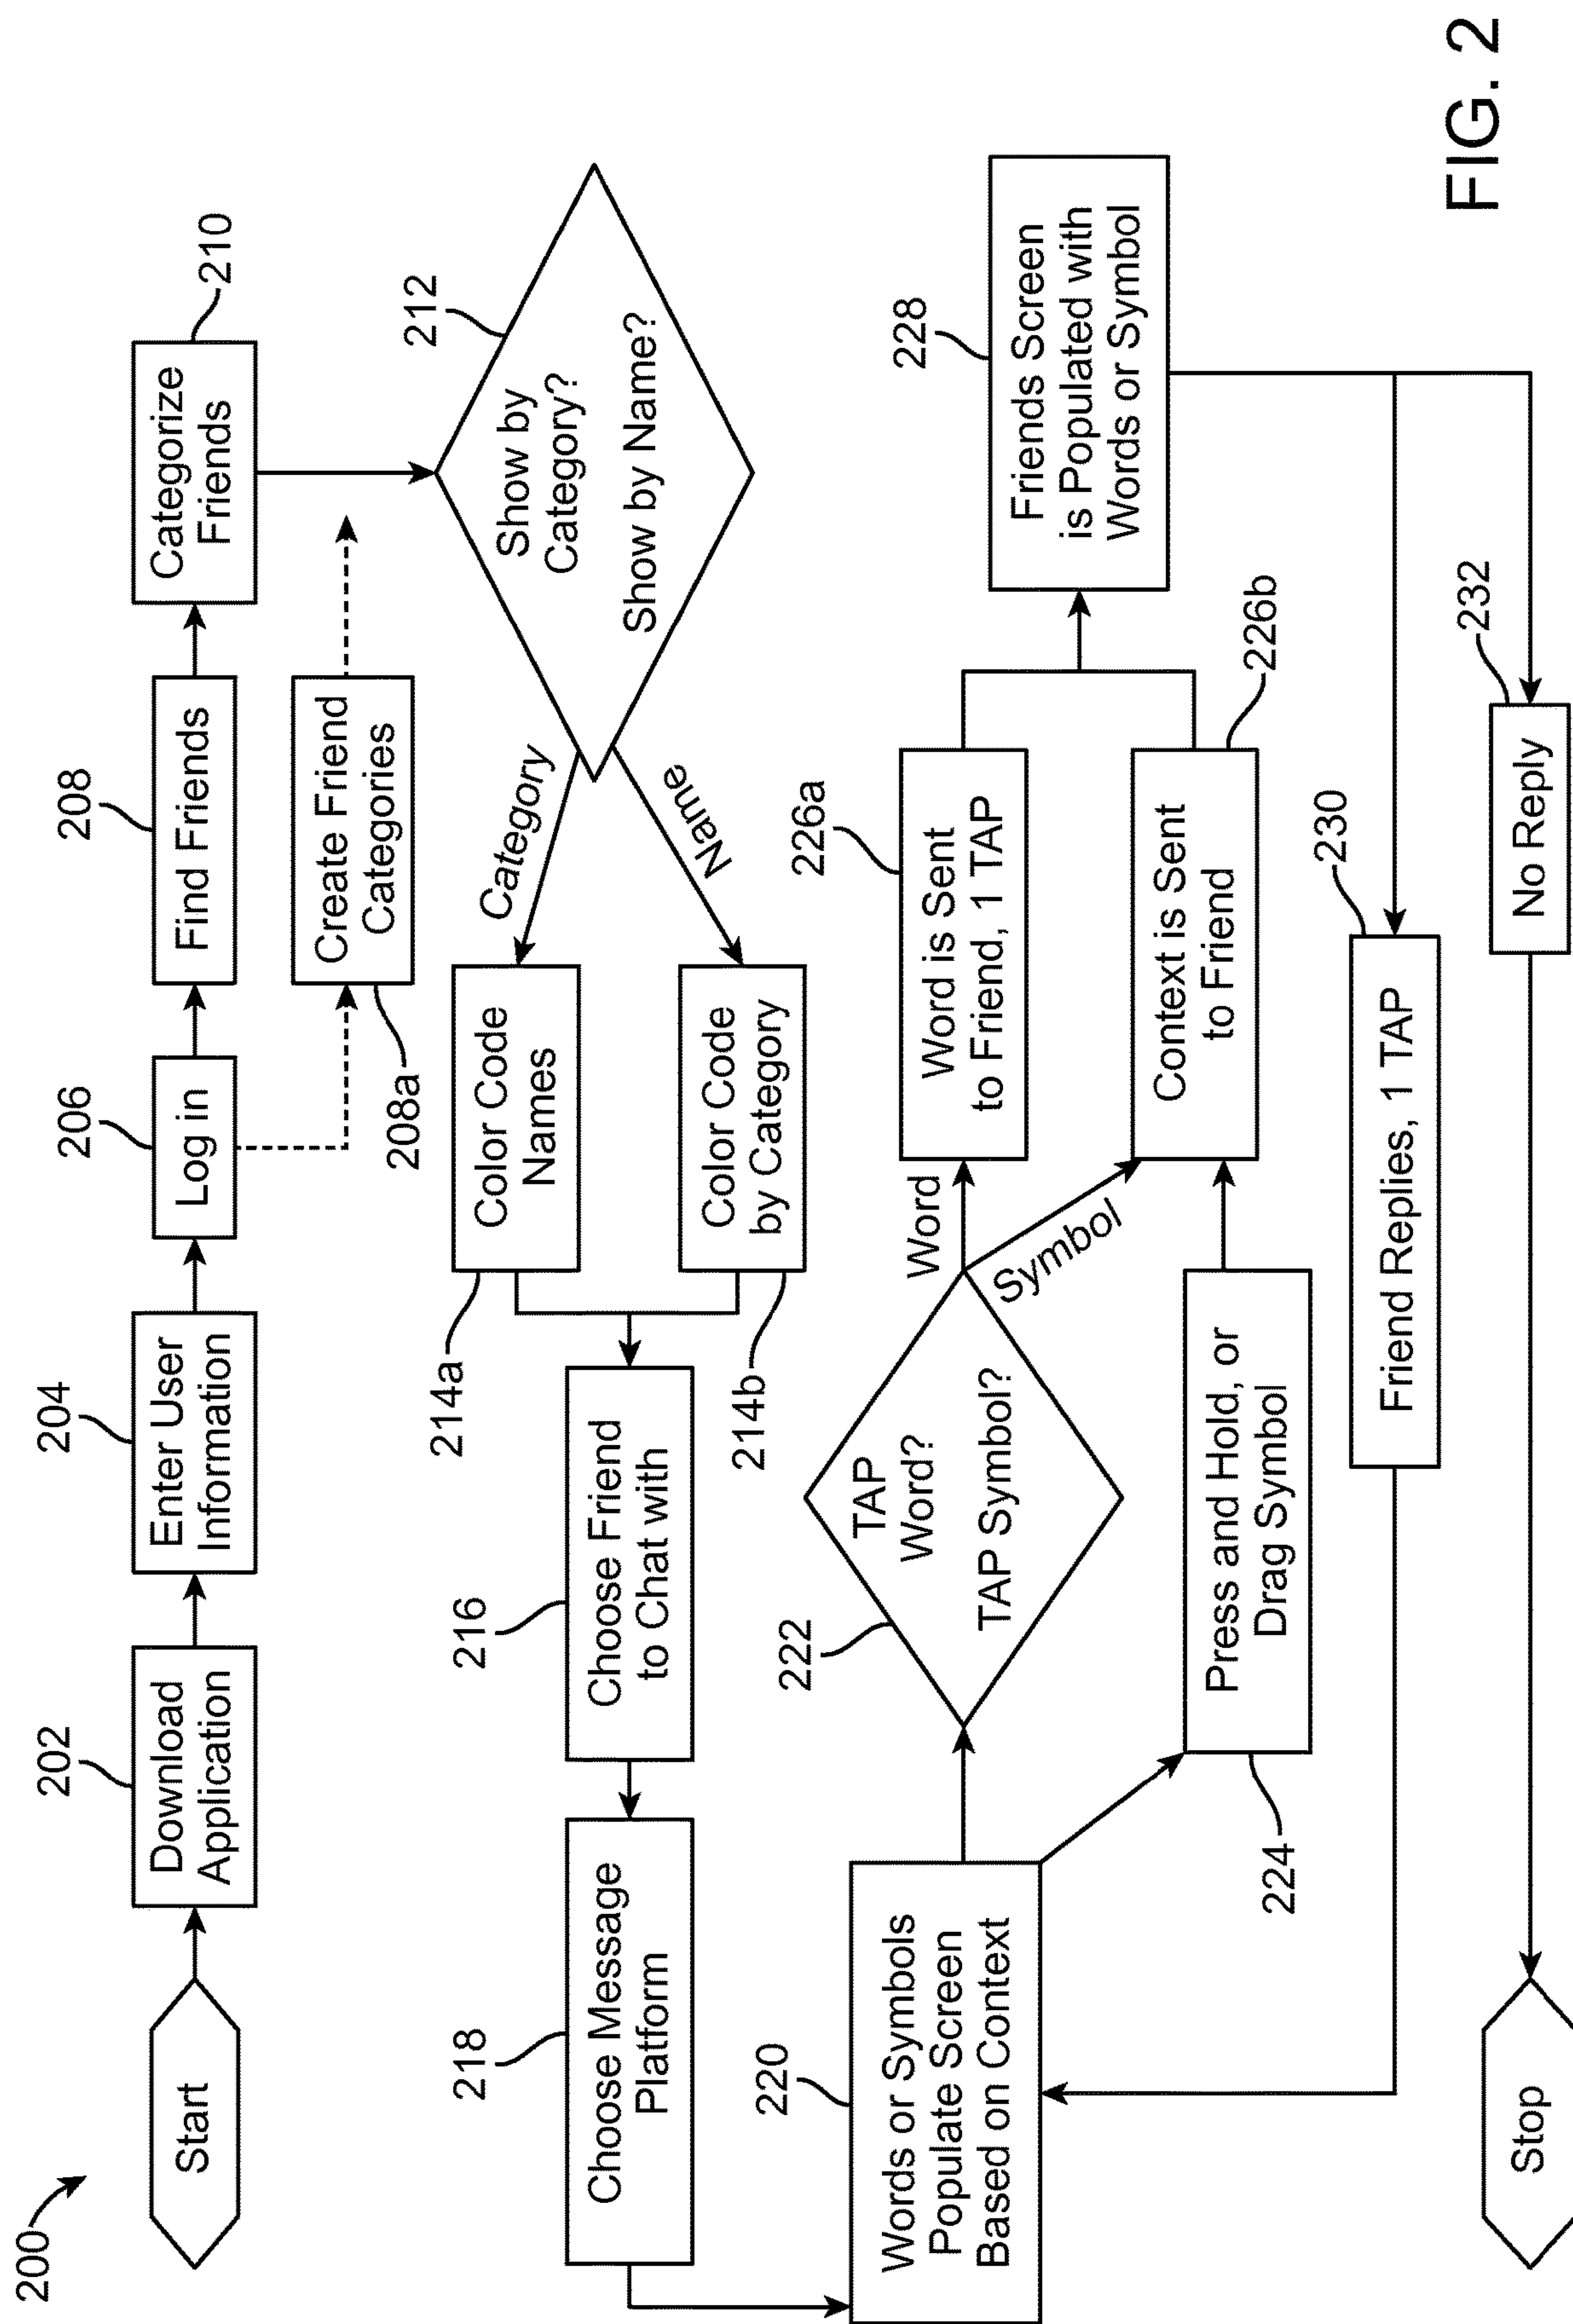 200
Start
202
Download
Application
204
Enter User
Information
206
Log in
208
Find Friends
208a
Create Friend
Categories
210
Categorize
Friends
212
Show by
Category?
Show by Name?
Category
Name
214a
Color Code
Names
214b
Color Code
by Category
216
Choose Friend
to Chat with
218
Choose Message
Platform
220
Words or Symbols
Populate Screen
Based on Context
222
TAP
Word?
TAP Symbol?
Word
Symbol
224
Press and Hold, or
Drag Symbol
226a
Word is Sent
to Friend, 1 TAP
226b
Context is Sent
to Friend
228
Friends Screen
is Populated with
Words or Symbol
230
Friend Replies, 1 TAP
232
No Reply
Stop
FIG. 2